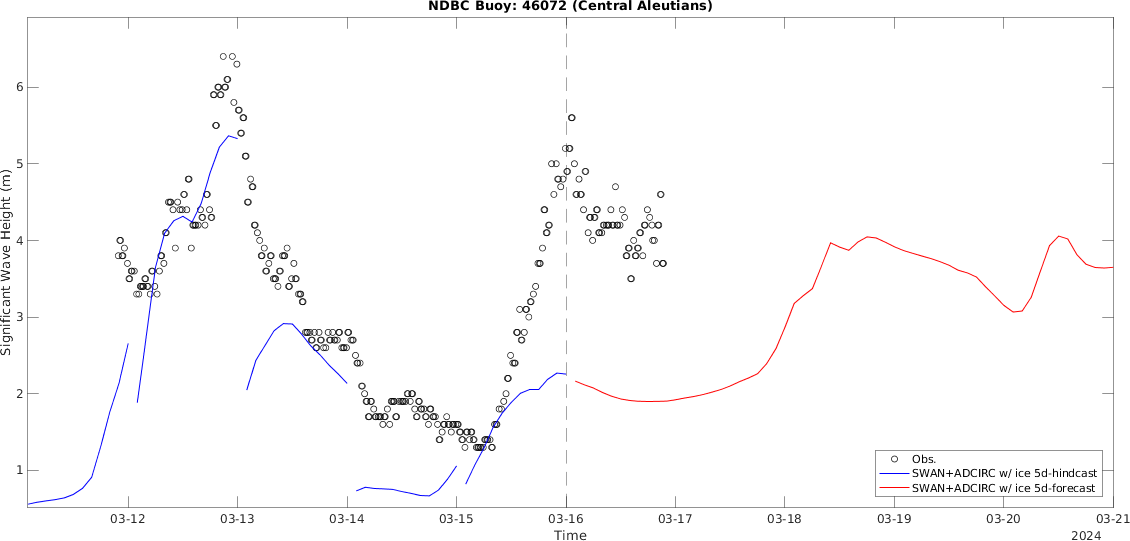 NDBC Buoy: 46072 (Central Aleutians)
Significant Wave Height (m)
6
5
4
3
2
1
Obs.
SWAN+ADCIRC w/ ice 5d-hindcast
SWAN+ADCIRC w/ ice 5d-forecast
03-12 03-13 03-14 03-15 03-16 03-17 03-18 03-19 03-20 03-21
Time
2024